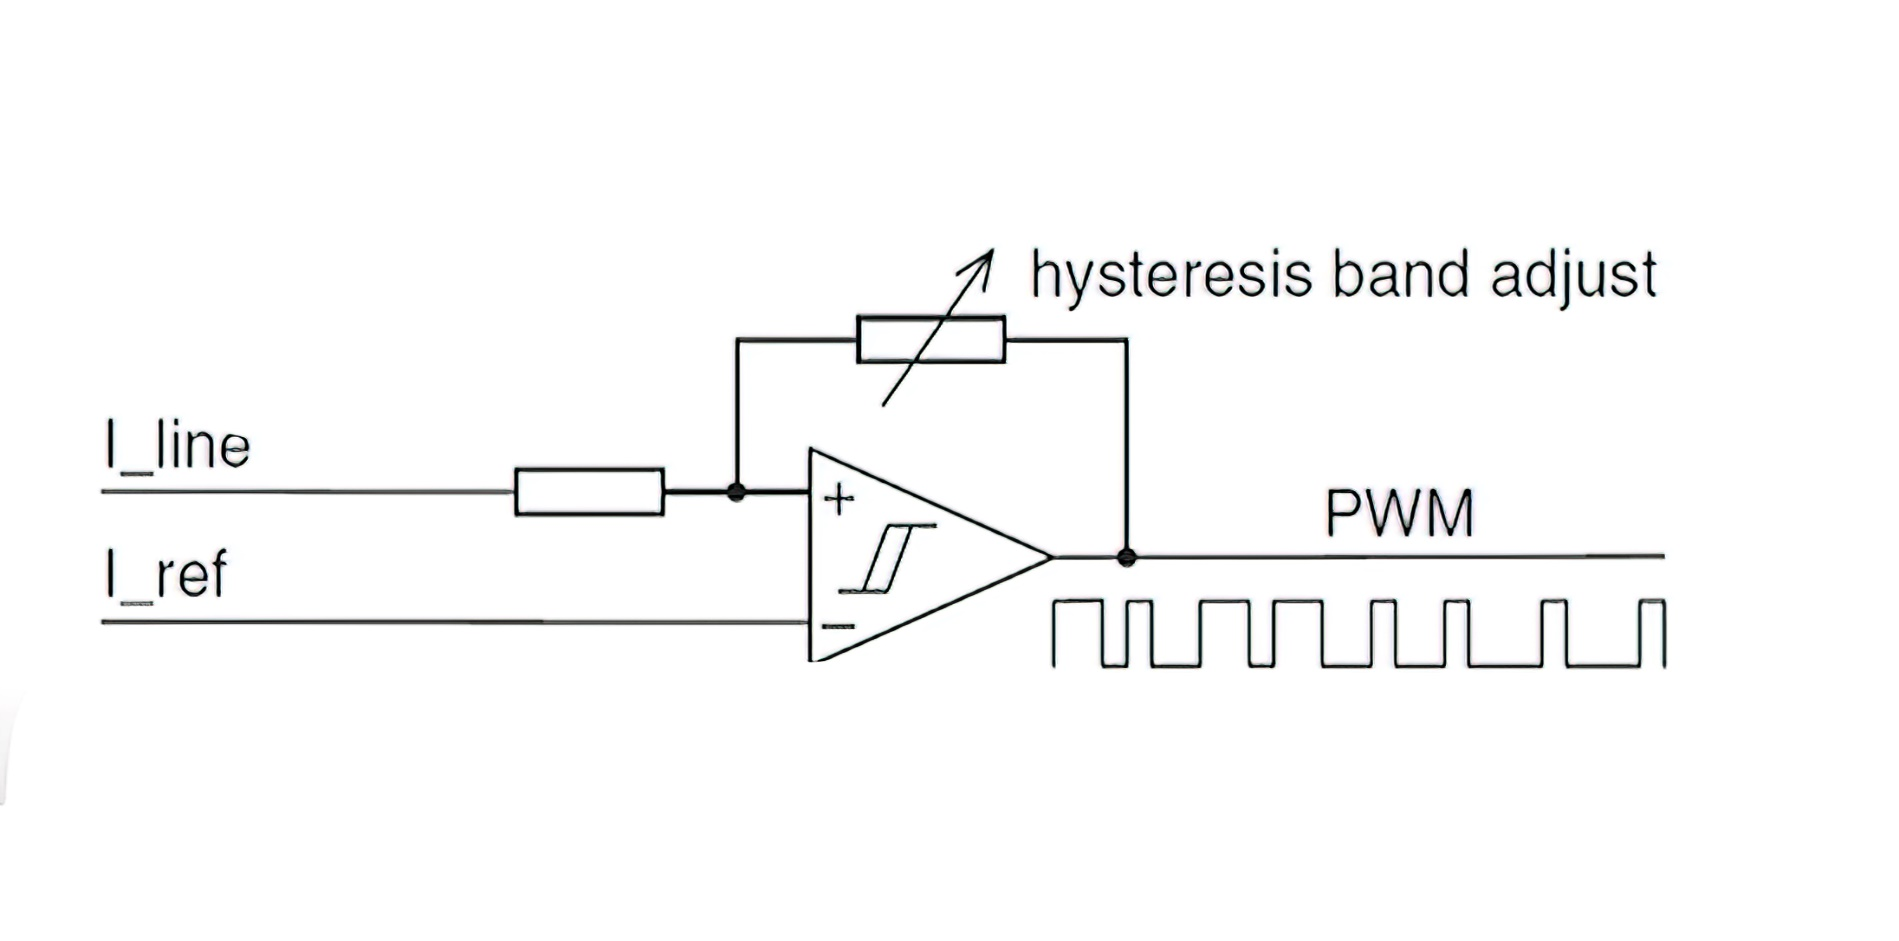 hysteresis band adjust
I_line
+
PWM
I_ref
−